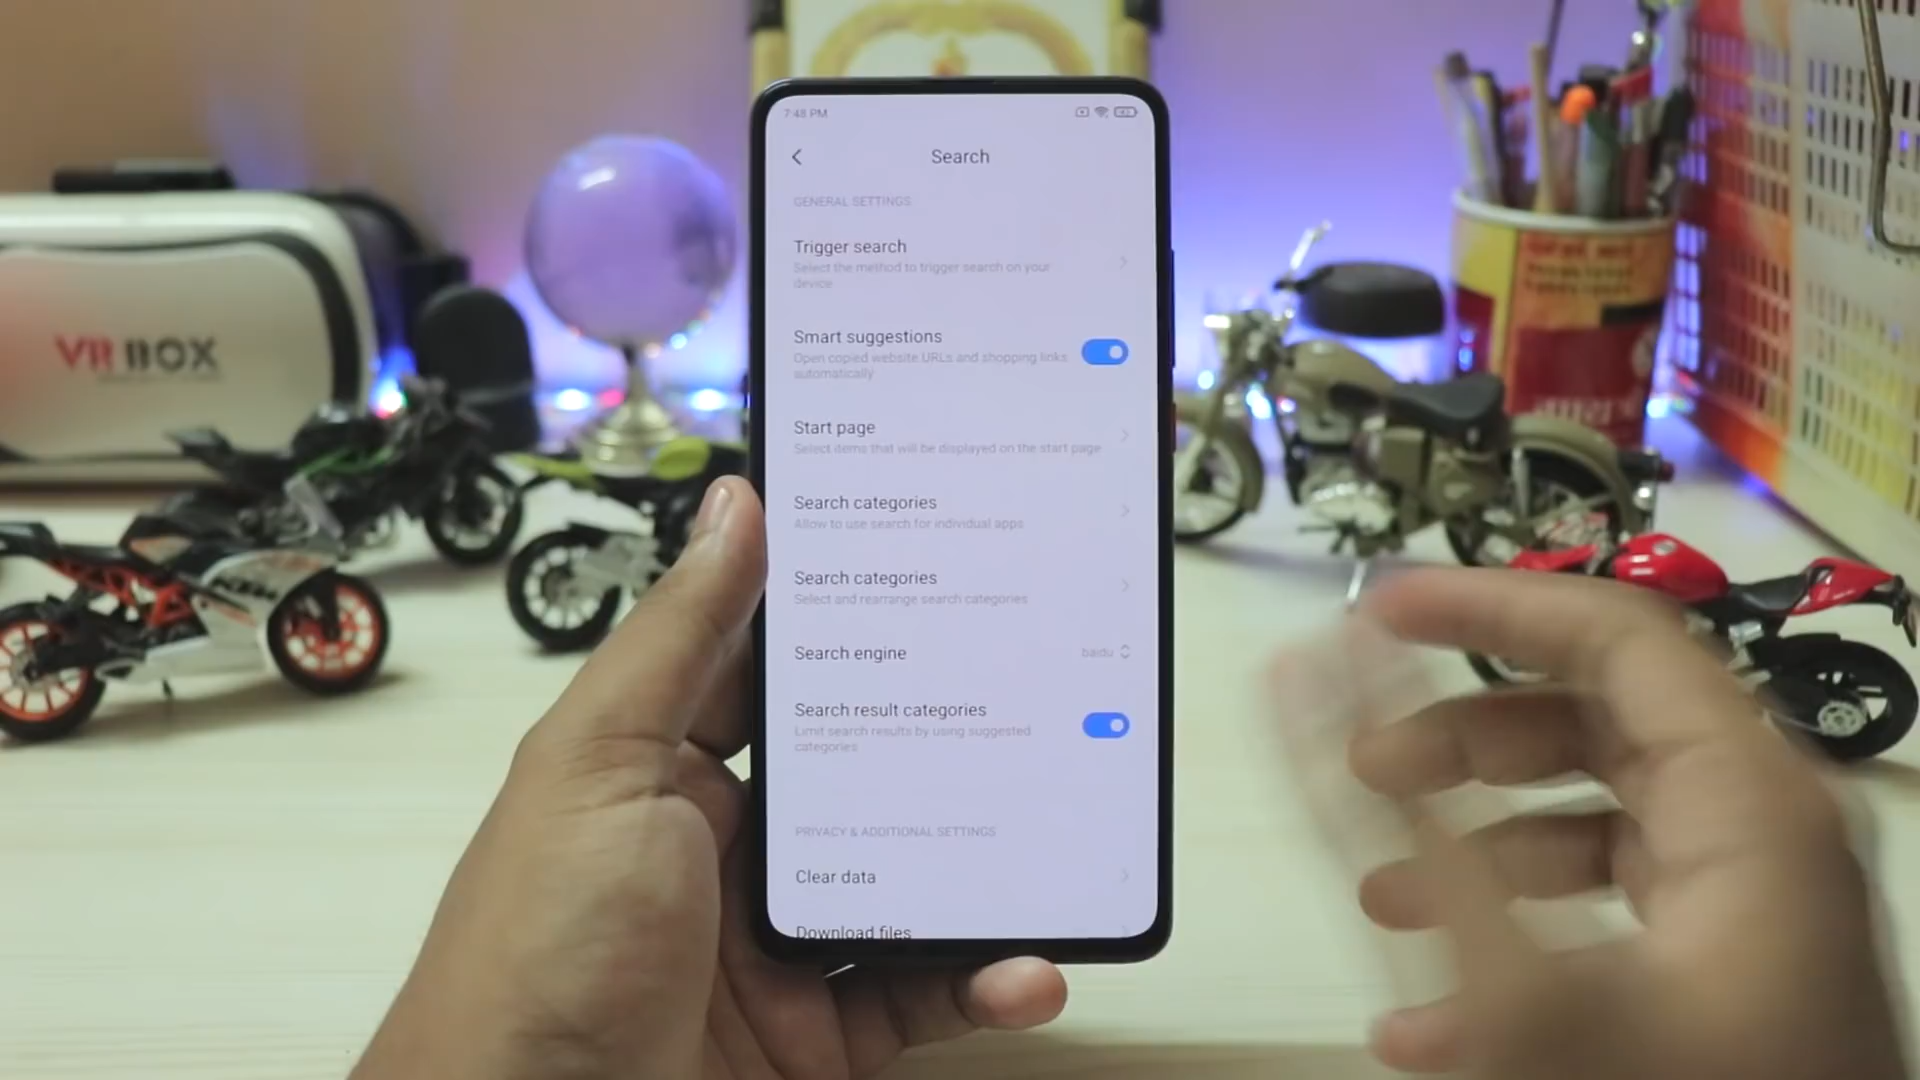 7:48 PM
Search
GENERAL SETTINGS
Trigger search
Select the method to trigger search on your
device
Smart suggestions
Open copied website URLs and shopping links
automatically
Start page
Select items that will be displayed on the start page
Search categories
Allow to use search for individual apps
Search categories
Select and rearrange search categories
Search engine
baidu
Search result categories
Limit search results by using suggested
categories
PRIVACY & ADDITIONAL SETTINGS
Clear data
Download files
VR BOX
KTM